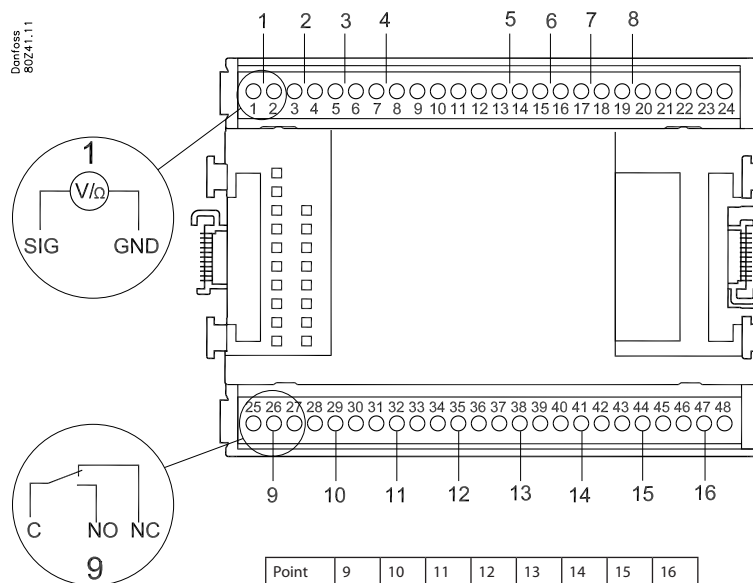 Danfoss
80Z41.11
1 2 3 4 5 6 7 8
1 2 3 4 5 6 7 8 9 10 11 12 13 14 15 16 17 18 19 20 21 22 23 24
1
V/Ω
SIG GND
25 26 27 28 29 30 31 32 33 34 35 36 37 38 39 40 41 42 43 44 45 46 47 48
9 10 11 12 13 14 15 16
C NO NC
9
Point 9 10 11 12 13 14 15 16